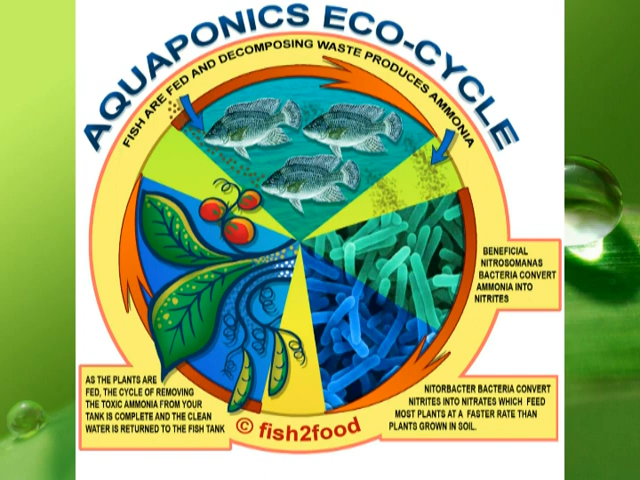 AQUAPONICS ECO-CYCLE
FISH ARE FED AND DECOMPOSING WASTE PRODUCES AMMONIA
BENEFICIAL
NITROSOMANAS
BACTERIA CONVERT
AMMONIA INTO
NITRITES
NITORBACTER BACTERIA CONVERT
NITRITES INTO NITRATES WHICH FEED
MOST PLANTS AT A FASTER RATE THAN
PLANTS GROWN IN SOIL.
AS THE PLANTS ARE
FED, THE CYCLE OF REMOVING
THE TOXIC AMMONIA FROM YOUR
TANK IS COMPLETE AND THE CLEAN
WATER IS RETURNED TO THE FISH TANK
© fish2food